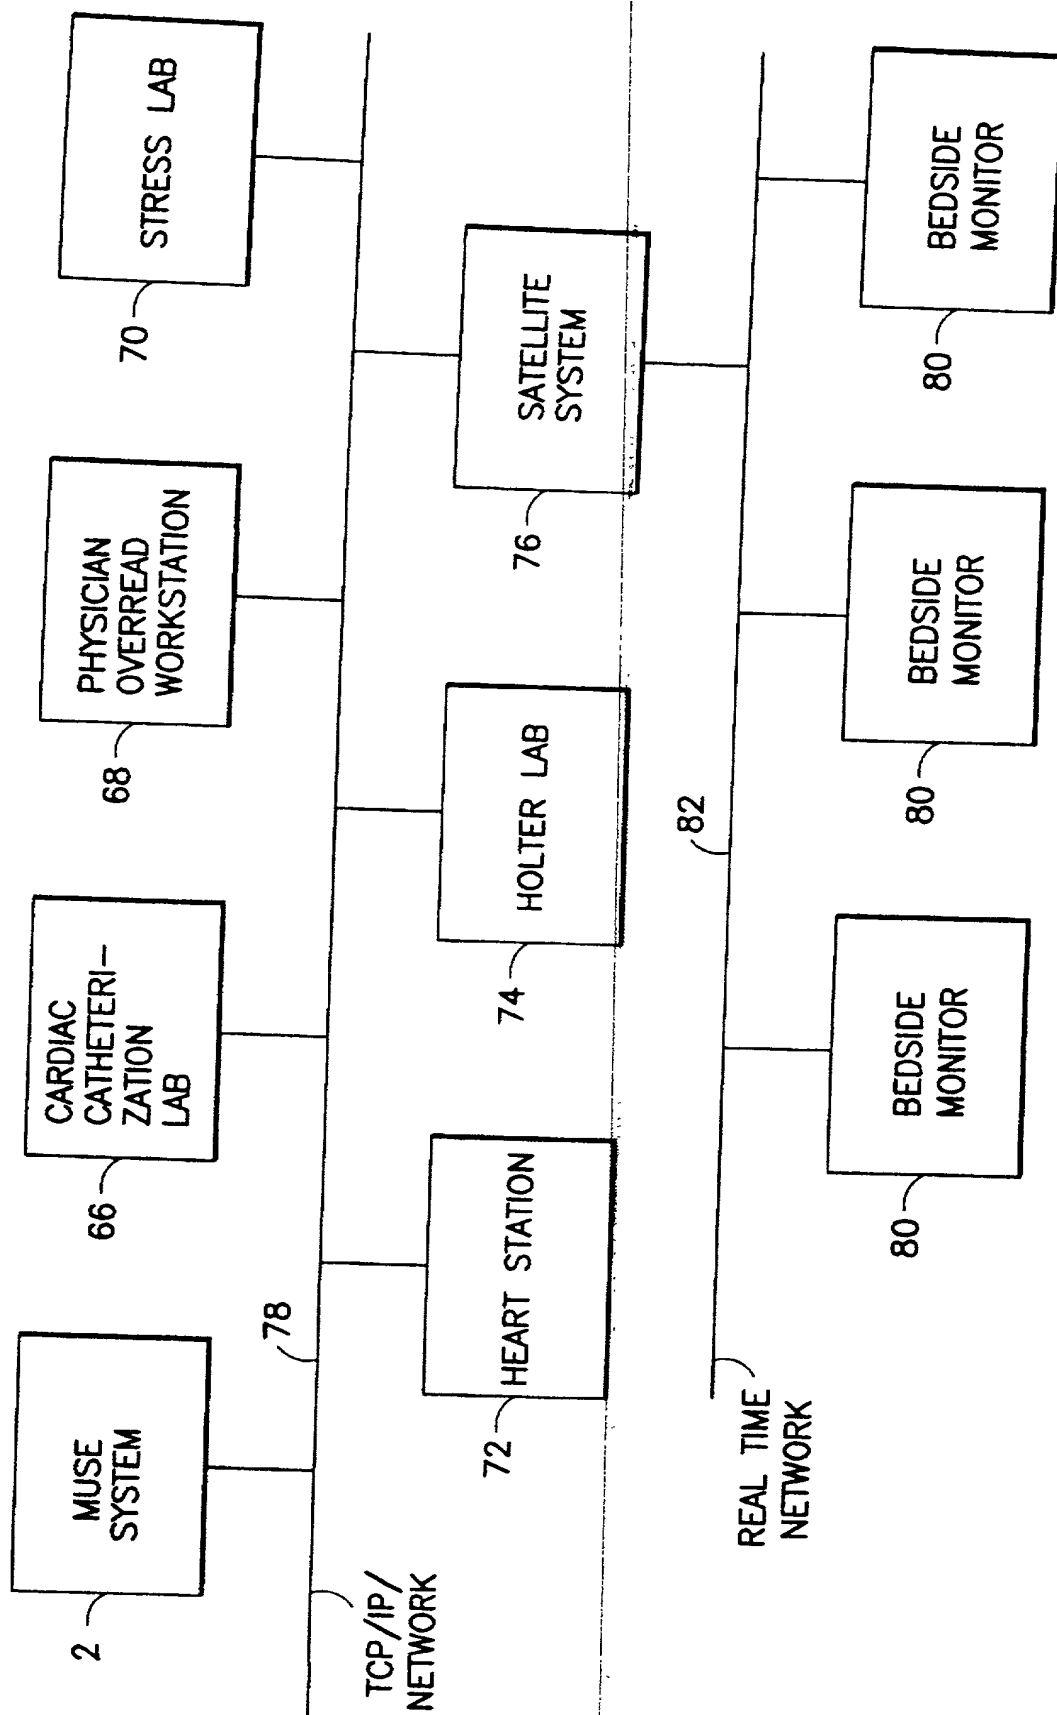 MUSE
SYSTEM
2
CARDIAC
CATHETERI-
ZATION
LAB
66
PHYSICIAN
OVERREAD
WORKSTATION
68
STRESS LAB
70
78
TCP/IP/
NETWORK
HEART STATION
72
HOLTER LAB
74
SATELLITE
SYSTEM
76
82
REAL TIME
NETWORK
BEDSIDE
MONITOR
80
BEDSIDE
MONITOR
80
BEDSIDE
MONITOR
80